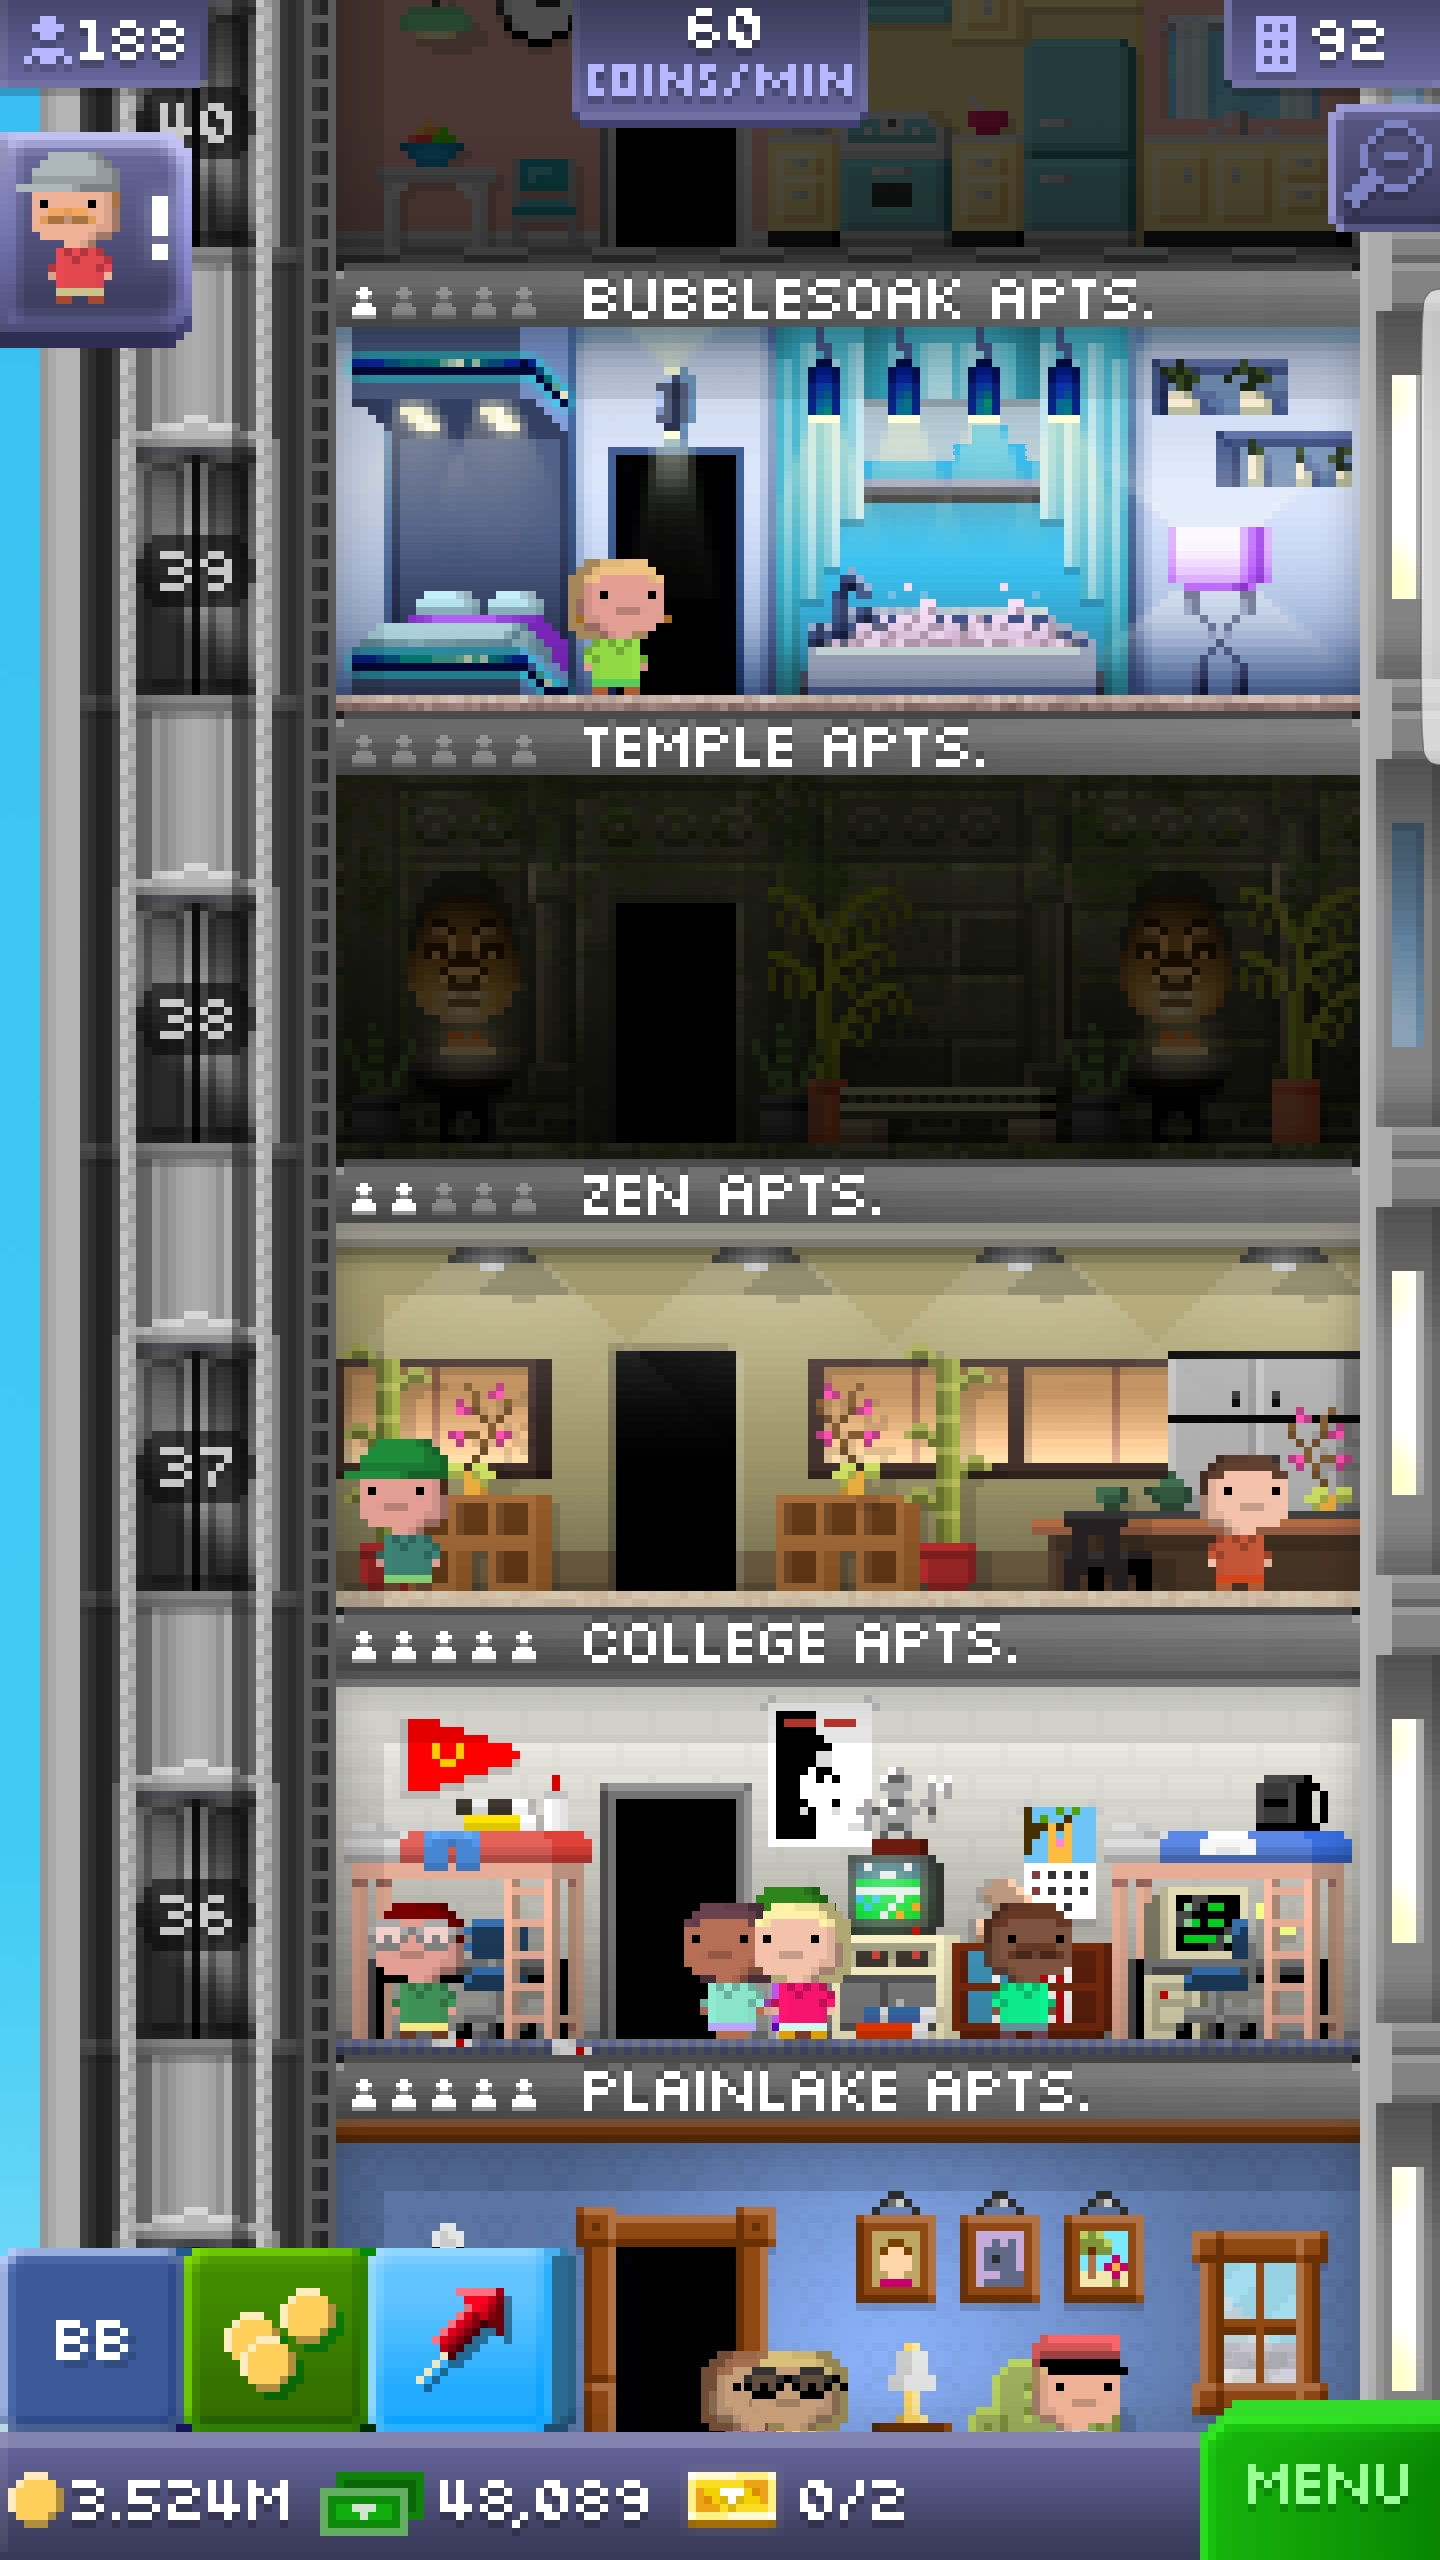 188
60
COINS/MIN
92
40
!
BUBBLESOAK APTS.
39
TEMPLE APTS.
38
ZEN APTS.
37
COLLEGE APTS.
36
PLAINLAKE APTS.
BB
3.524M
48,089
0/2
MENU